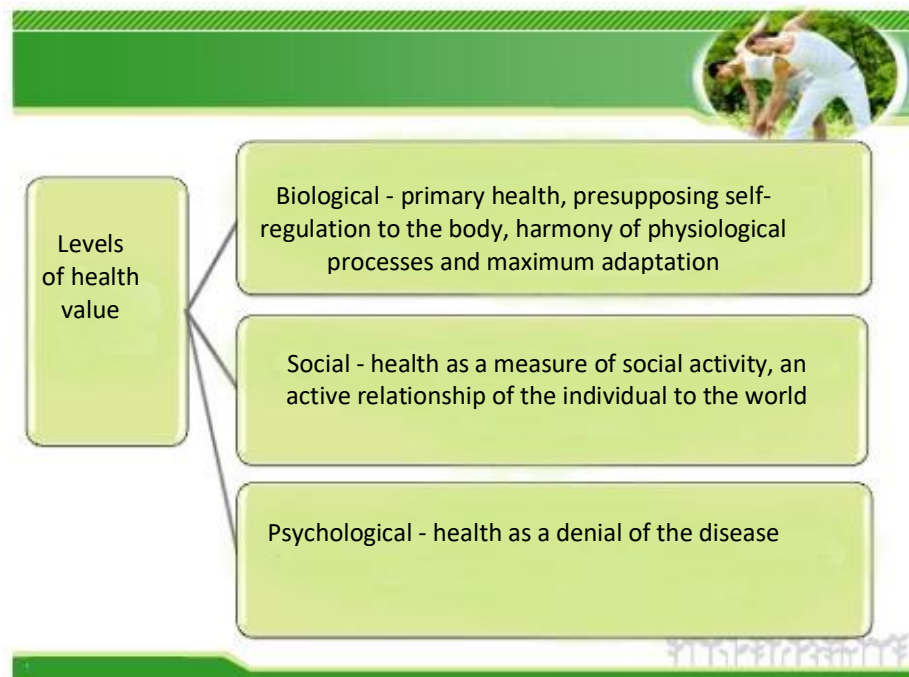 Levels
of health
value
Biological - primary health, presupposing self-
regulation to the body, harmony of physiological
processes and maximum adaptation
Social - health as a measure of social activity, an
active relationship of the individual to the world
Psychological - health as a denial of the disease